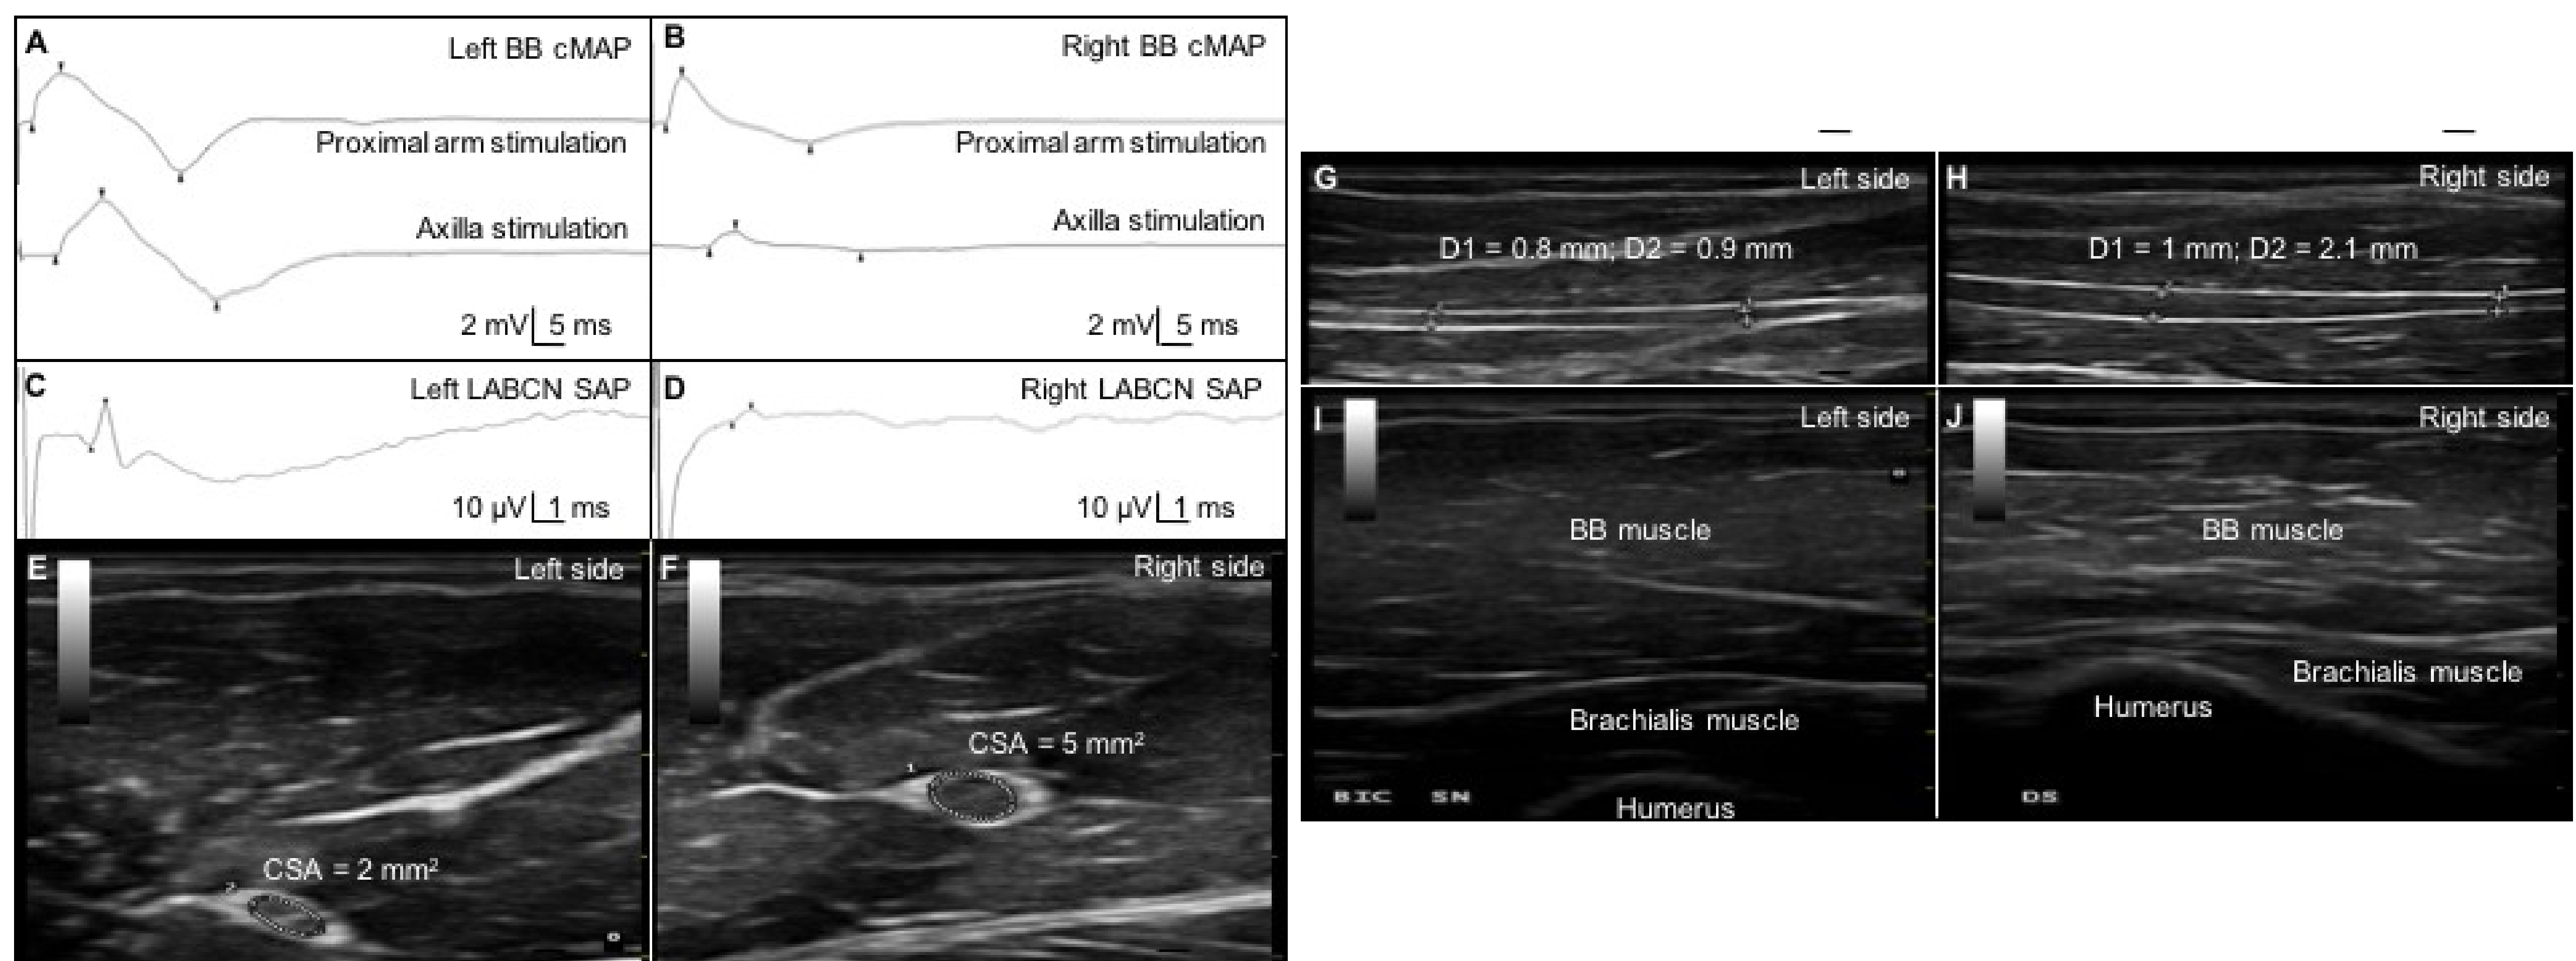 A
Left BB cMAP
Proximal arm stimulation
Axilla stimulation
2 mV 5 ms
B
Right BB cMAP
Proximal arm stimulation
Axilla stimulation
2 mV 5 ms
C
Left LABCN SAP
10 µV 1 ms
D
Right LABCN SAP
10 µV 1 ms
E
Left side
CSA = 2 mm²
2
F
Right side
CSA = 5 mm²
1
G
Left side
D1 = 0.8 mm; D2 = 0.9 mm
H
Right side
D1 = 1 mm; D2 = 2.1 mm
I
Left side
BB muscle
Brachialis muscle
BIC SN
Humerus
J
Right side
BB muscle
Brachialis muscle
Humerus
DS